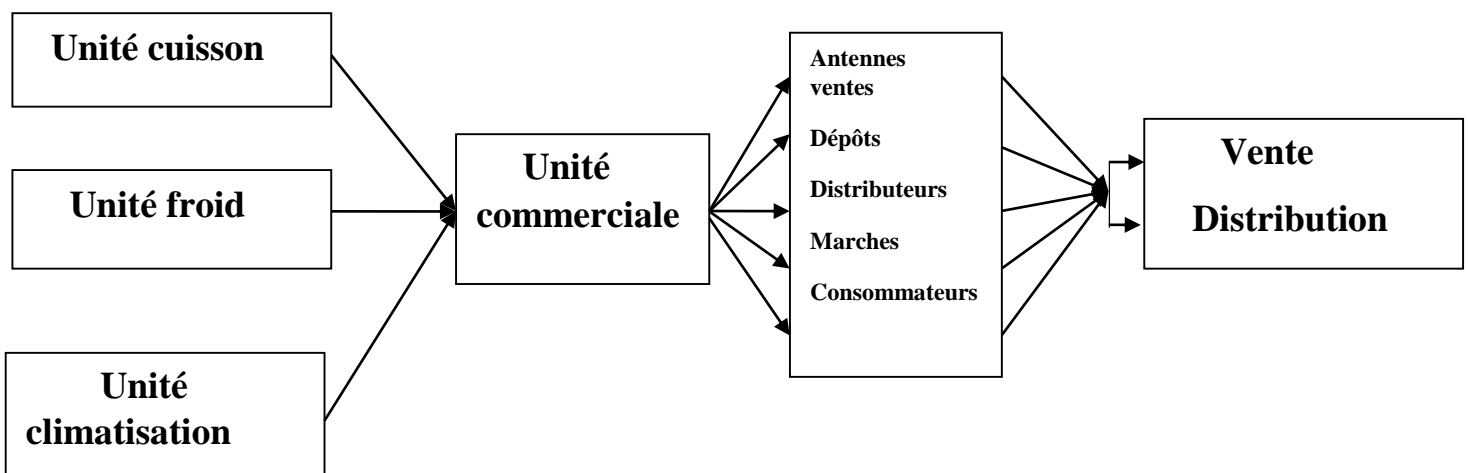 Unité cuisson
Unité froid
Unité
climatisation
Unité
commerciale
Antennes
ventes
Dépôts
Distributeurs
Marches
Consommateurs
Vente
Distribution